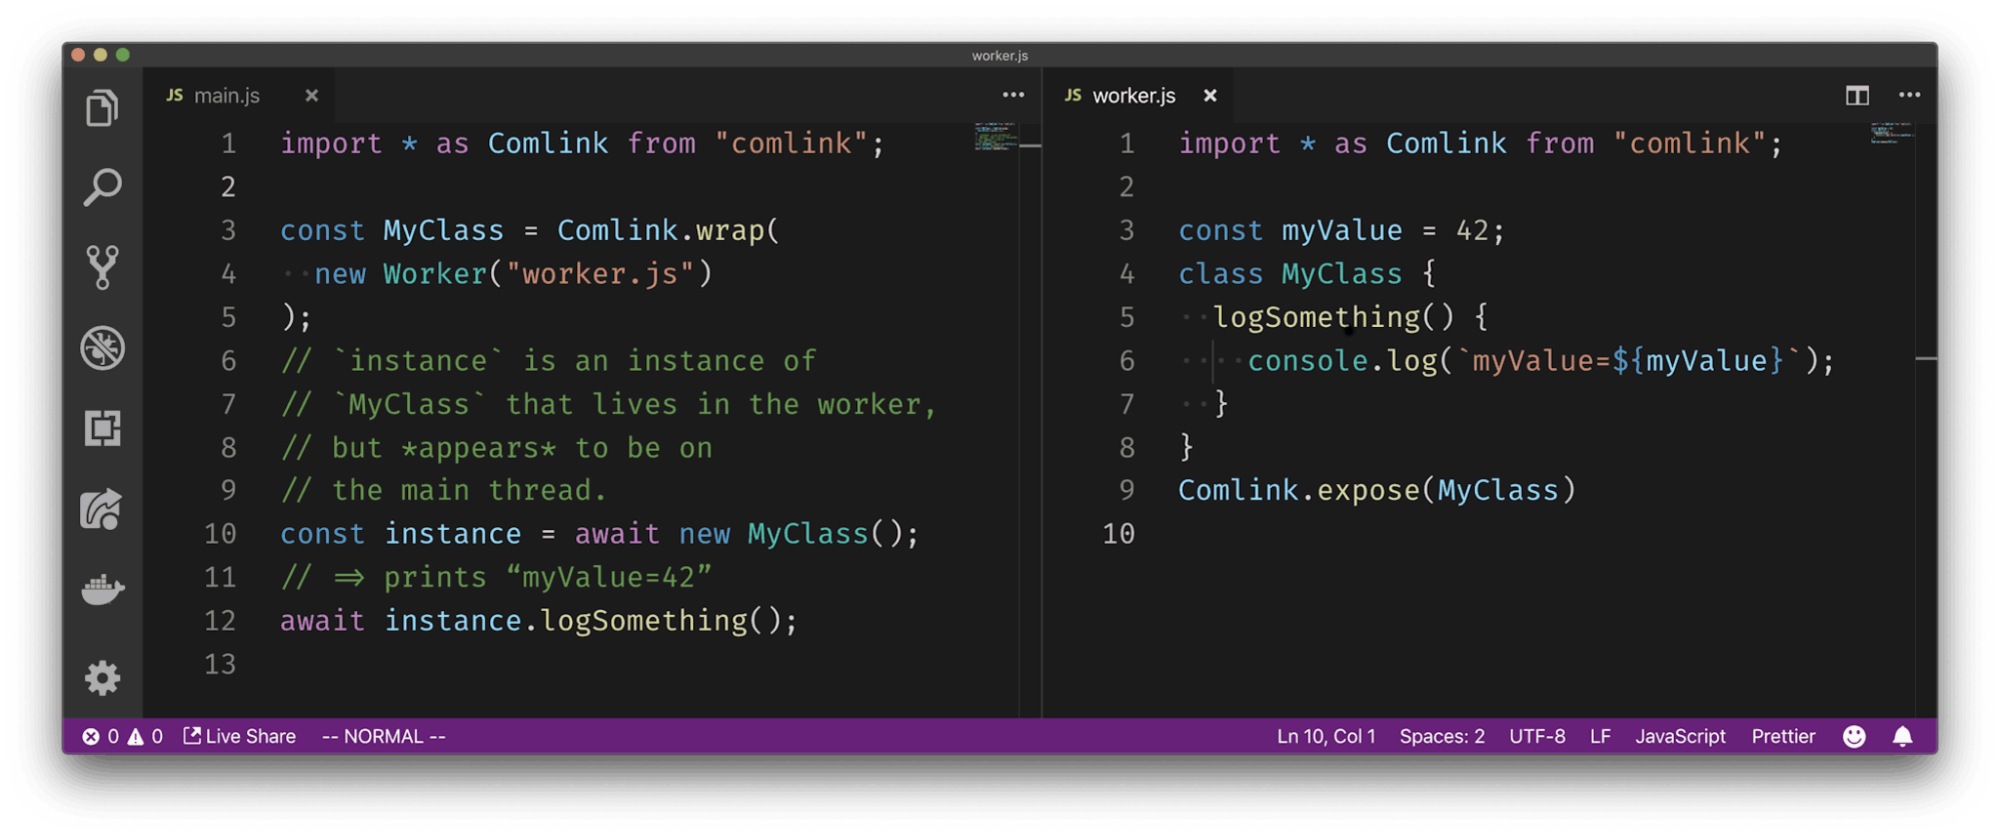 worker.js
JS main.js ×
1 import * as Comlink from "comlink";
2
3 const MyClass = Comlink.wrap(
4 new Worker("worker.js")
5 );
6 // `instance` is an instance of
7 // `MyClass` that lives in the worker,
8 // but *appears* to be on
9 // the main thread.
10 const instance = await new MyClass();
11 // => prints “myValue=42”
12 await instance.logSomething();
13
JS worker.js ×
1 import * as Comlink from "comlink";
2
3 const myValue = 42;
4 class MyClass {
5 logSomething() {
6 console.log(`myValue=${myValue}`);
7 }
8 }
9 Comlink.expose(MyClass)
10
0 0 Live Share -- NORMAL -- Ln 10, Col 1 Spaces: 2 UTF-8 LF JavaScript Prettier